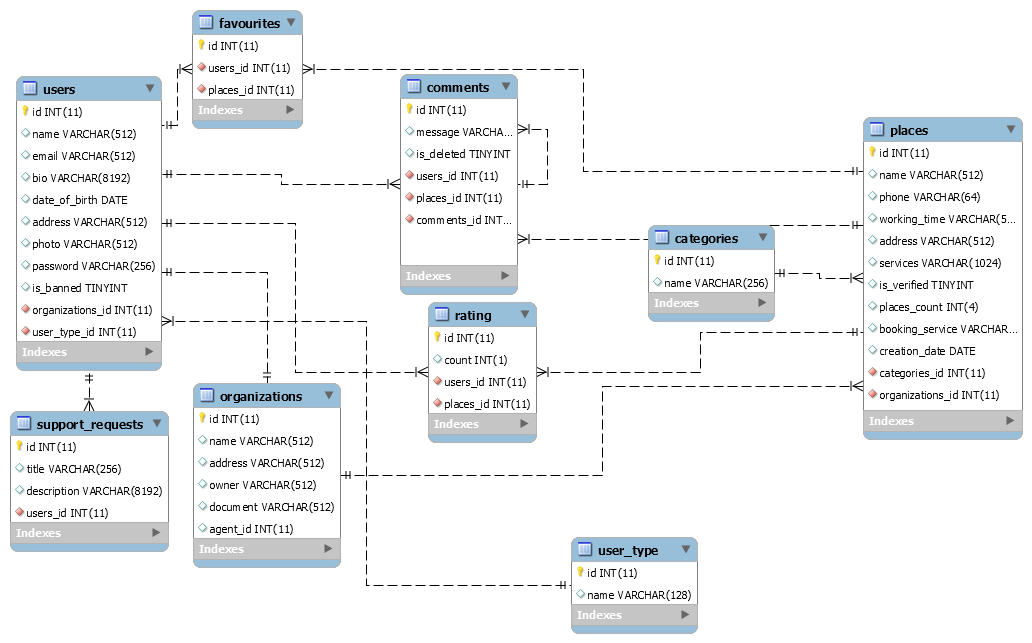 favourites
id INT(11)
users_id INT(11)
places_id INT(11)
Indexes
users
id INT(11)
name VARCHAR(512)
email VARCHAR(512)
bio VARCHAR(8192)
date_of_birth DATE
address VARCHAR(512)
photo VARCHAR(512)
password VARCHAR(256)
is_banned TINYINT
organizations_id INT(11)
user_type_id INT(11)
Indexes
comments
id INT(11)
message VARCHA...
is_deleted TINYINT
users_id INT(11)
places_id INT(11)
comments_id INT...
Indexes
places
id INT(11)
name VARCHAR(512)
phone VARCHAR(64)
working_time VARCHAR(5...
address VARCHAR(512)
services VARCHAR(1024)
is_verified TINYINT
places_count INT(4)
booking_service VARCHAR...
creation_date DATE
categories_id INT(11)
organizations_id INT(11)
Indexes
categories
id INT(11)
name VARCHAR(256)
Indexes
rating
id INT(11)
count INT(1)
users_id INT(11)
places_id INT(11)
Indexes
support_requests
id INT(11)
title VARCHAR(256)
description VARCHAR(8192)
users_id INT(11)
Indexes
organizations
id INT(11)
name VARCHAR(512)
address VARCHAR(512)
owner VARCHAR(512)
document VARCHAR(512)
agent_id INT(11)
Indexes
user_type
id INT(11)
name VARCHAR(128)
Indexes